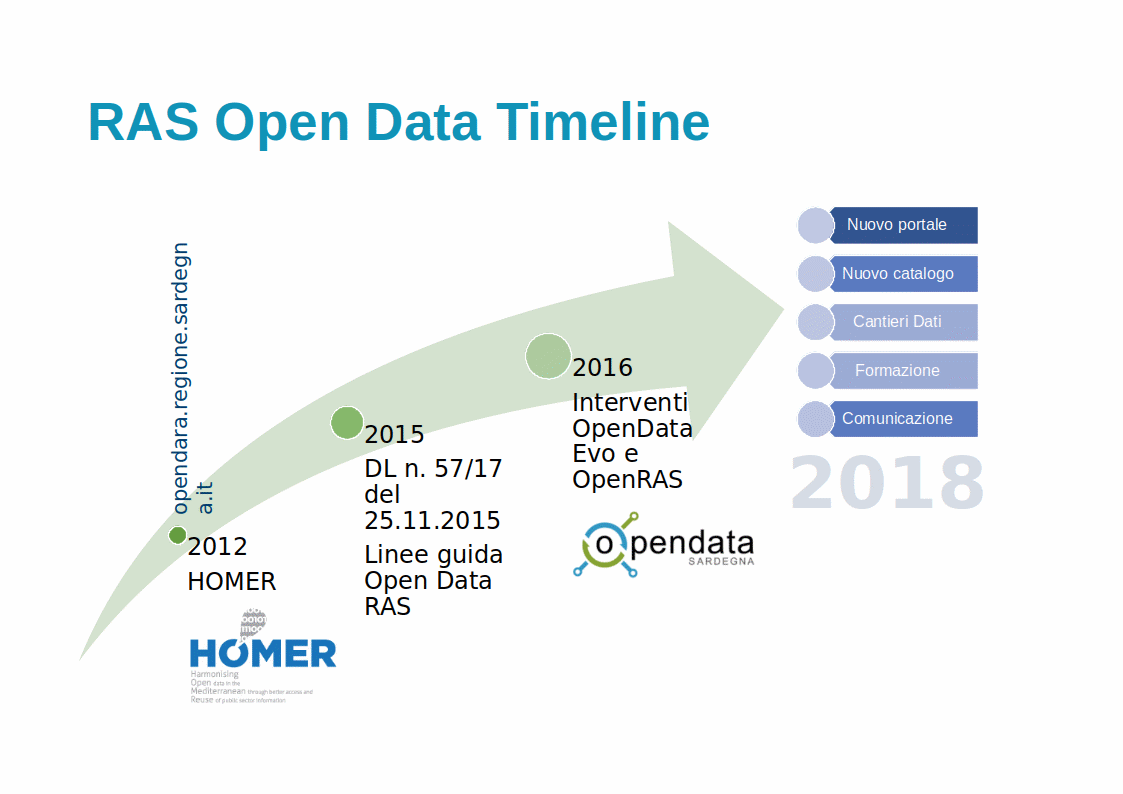 RAS Open Data Timeline
opendara.regione.sardegn
a.it
2012
HOMER
HOMER
Harmonising
Open data in the
Mediterranean through better access and
Reuse of public sector information
2015
DL n. 57/17
del
25.11.2015
Linee guida
Open Data
RAS
2016
Interventi
OpenData
Evo e
OpenRAS
opendata
SARDEGNA
Nuovo portale
Nuovo catalogo
Cantieri Dati
Formazione
Comunicazione
2018